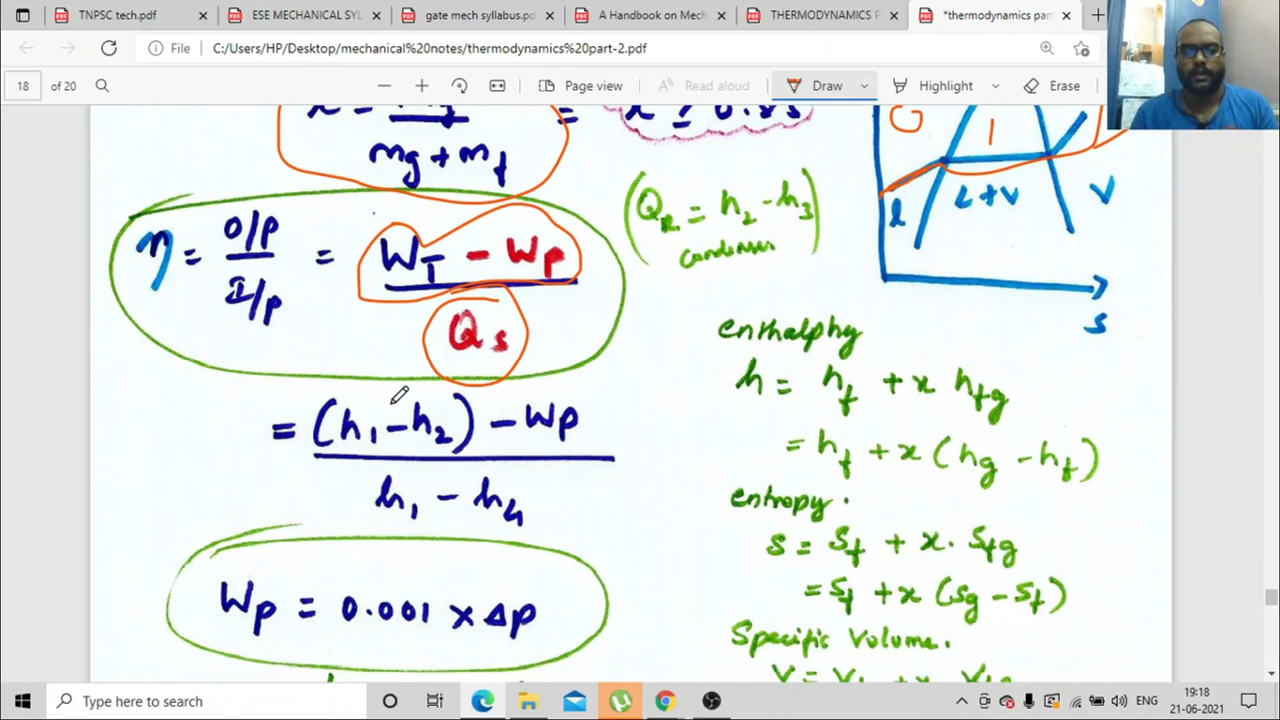 TNPSC tech.pdf
ESE MECHANICAL SYL
gate mech syllabus.pdf
A Handbook on Mech
THERMODYNAMICS P
*thermodynamics par
File
C:/Users/HP/Desktop/mechanical%20notes/thermodynamics%20part-2.pdf
18 of 20
Page view
Read aloud
Draw
Highlight
Erase
mg + mf
= x ≥ 0.85
η = O/P / I/P = WT - WP / Qs
(QR = h2 - h3)
condenser
l
L+V
V
s
= (h1 - h2) - WP / h1 - h4
WP = 0.001 × ΔP
enthalphy
h = hf + x hfg
= hf + x (hg - hf)
entropy.
s = sf + x. sfg
= sf + x (sg - sf)
Specific Volume.
Type here to search
ENG
19:18
21-06-2021